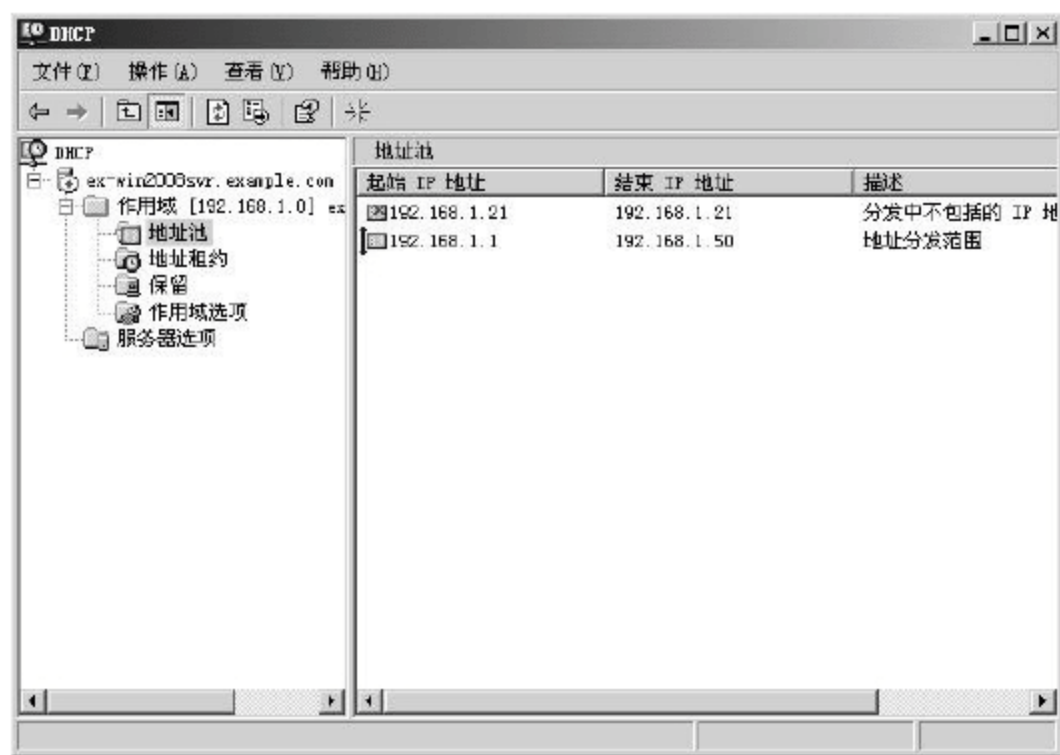 DHCP
文件(F) 操作(A) 查看(V) 帮助(H)
DHCP
ex-win2003svr.example.com
作用域 [192.168.1.0] ex
地址池
地址租约
保留
作用域选项
服务器选项
地址池
起始 IP 地址 结束 IP 地址 描述
192.168.1.21 192.168.1.21 分发中不包括的 IP 地
192.168.1.1 192.168.1.50 地址分发范围